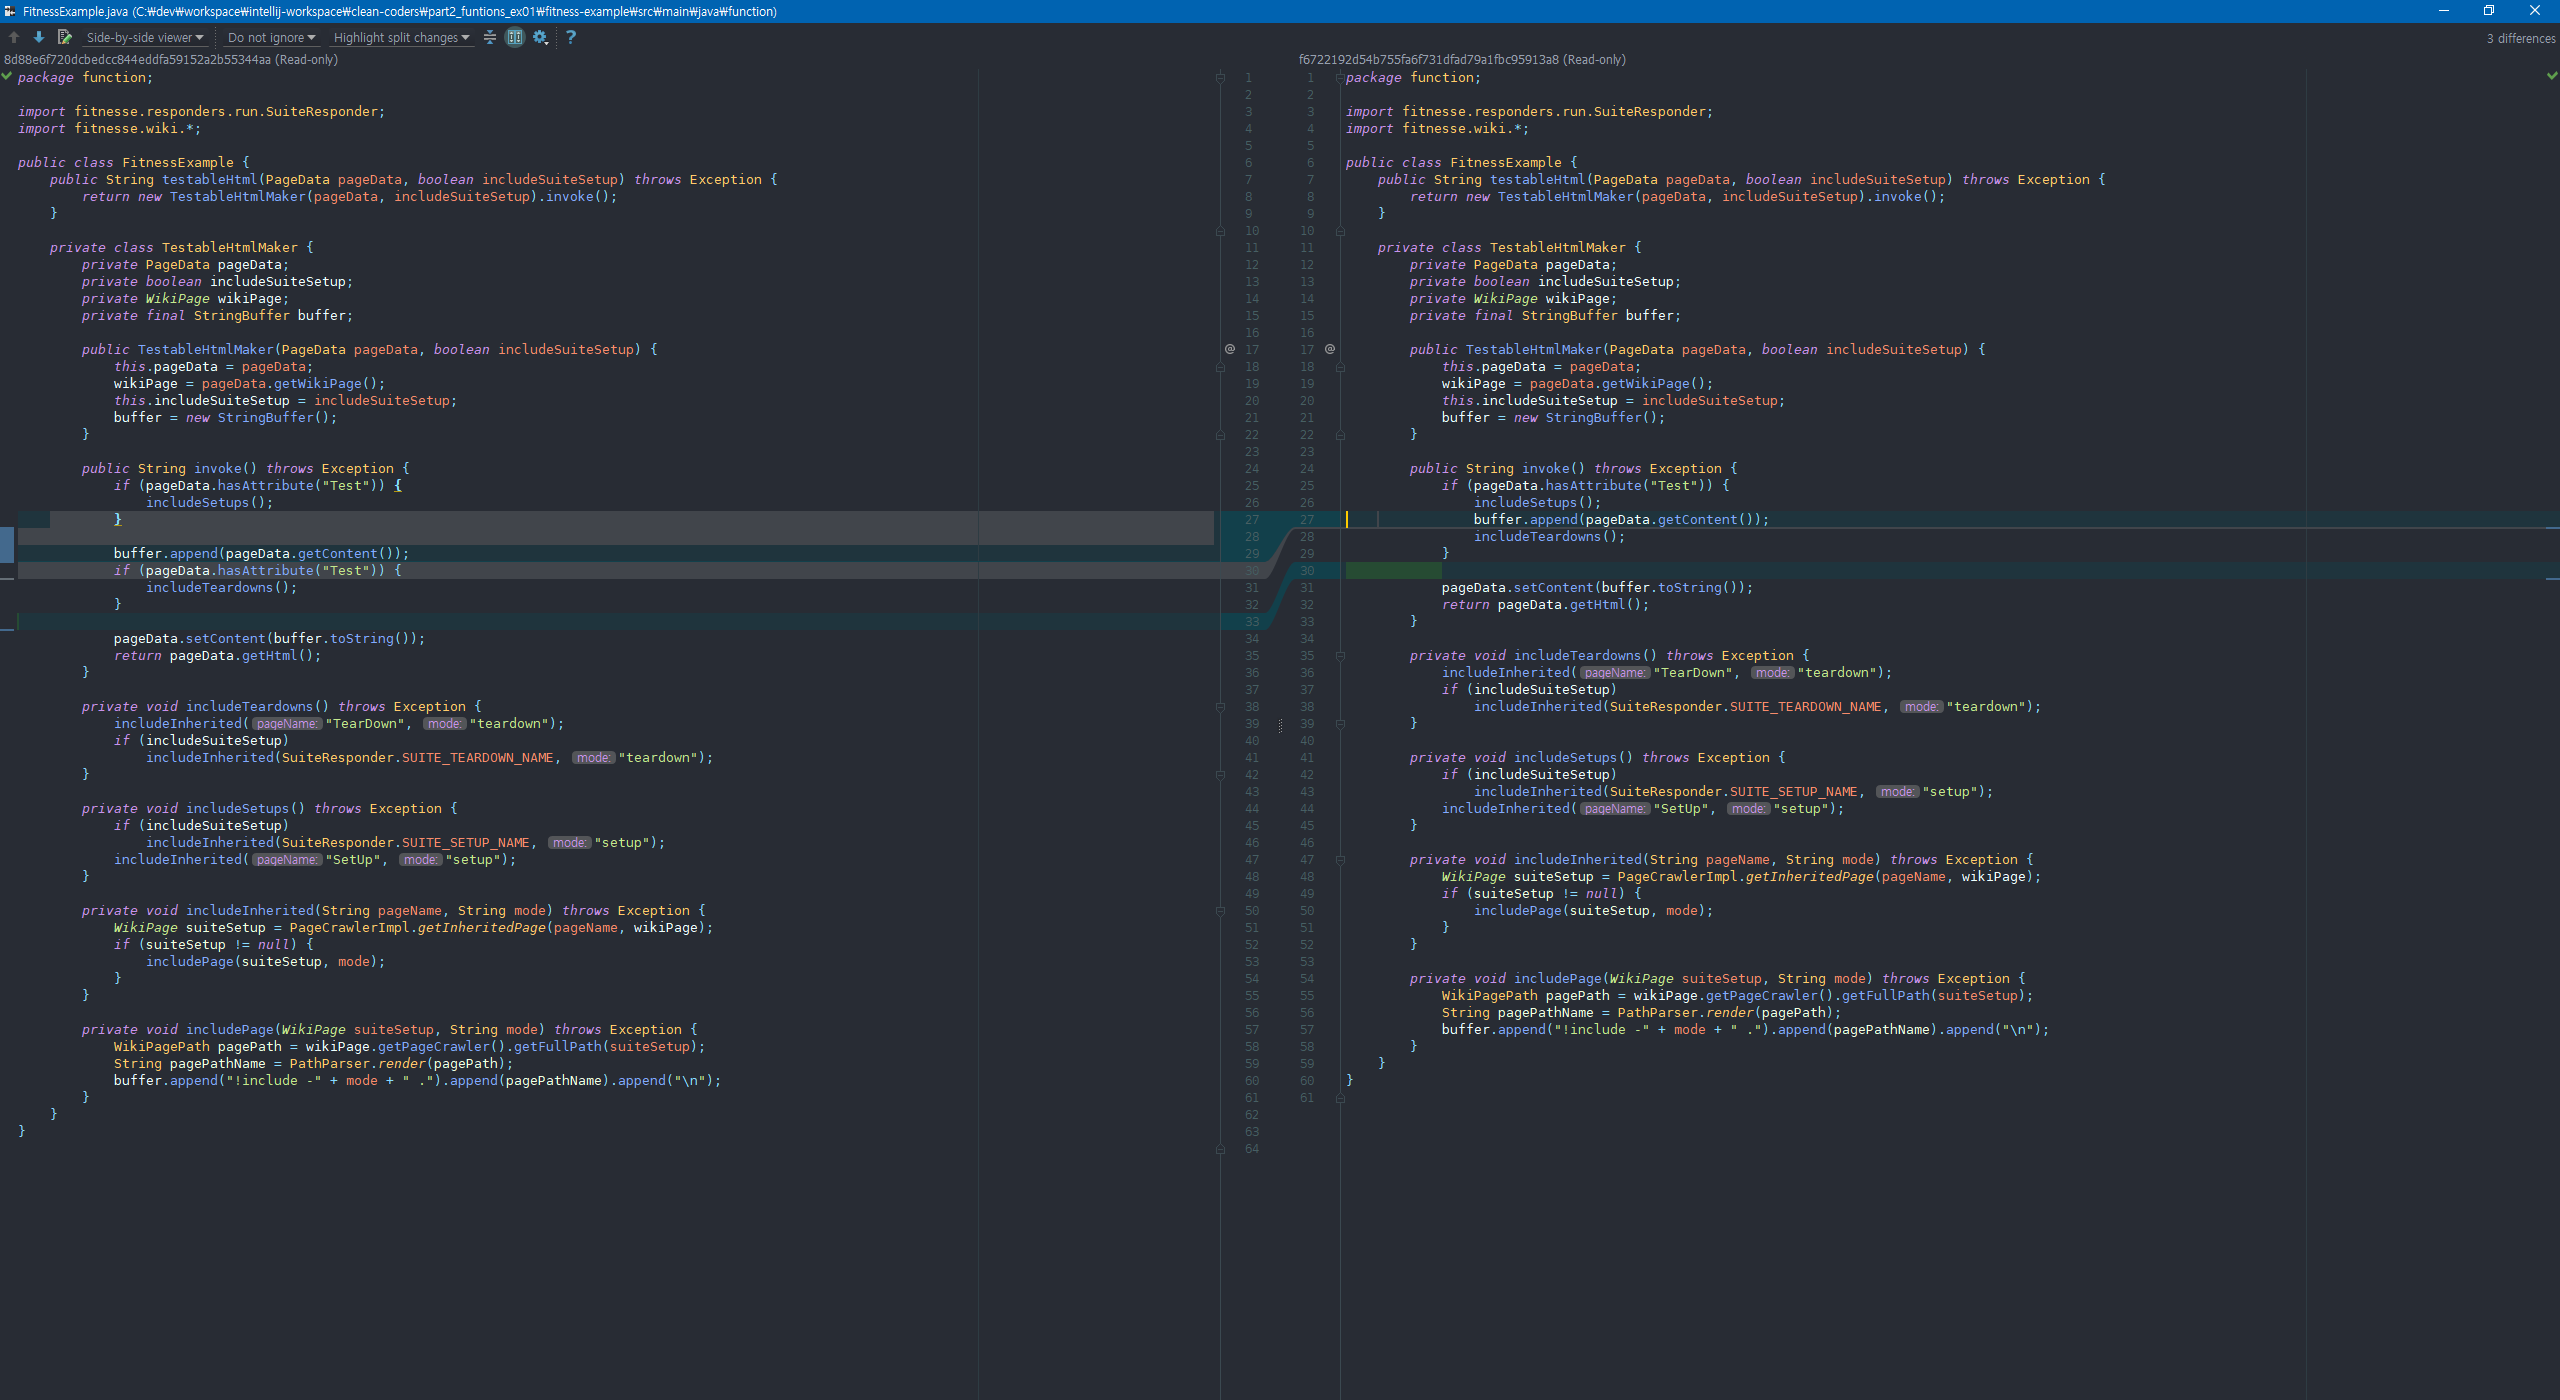 FitnessExample.java (C:₩dev₩workspace₩intellij-workspace₩clean-coders₩part2_funtions_ex01₩fitness-example₩src₩main₩java₩function)
Side-by-side viewer Do not ignore Highlight split changes ? 3 differences
8d88e6f720dcbedcc844eddfa59152a2b55344aa (Read-only)
package function;

import fitnesse.responders.run.SuiteResponder;
import fitnesse.wiki.*;

public class FitnessExample {
    public String testableHtml(PageData pageData, boolean includeSuiteSetup) throws Exception {
        return new TestableHtmlMaker(pageData, includeSuiteSetup).invoke();
    }

    private class TestableHtmlMaker {
        private PageData pageData;
        private boolean includeSuiteSetup;
        private WikiPage wikiPage;
        private final StringBuffer buffer;

        public TestableHtmlMaker(PageData pageData, boolean includeSuiteSetup) {
            this.pageData = pageData;
            wikiPage = pageData.getWikiPage();
            this.includeSuiteSetup = includeSuiteSetup;
            buffer = new StringBuffer();
        }

        public String invoke() throws Exception {
            if (pageData.hasAttribute("Test")) {
                includeSetups();
            }

            buffer.append(pageData.getContent());
            if (pageData.hasAttribute("Test")) {
                includeTeardowns();
            }

            pageData.setContent(buffer.toString());
            return pageData.getHtml();
        }

        private void includeTeardowns() throws Exception {
            includeInherited( pageName: "TearDown", mode: "teardown");
            if (includeSuiteSetup)
                includeInherited(SuiteResponder.SUITE_TEARDOWN_NAME, mode: "teardown");
        }

        private void includeSetups() throws Exception {
            if (includeSuiteSetup)
                includeInherited(SuiteResponder.SUITE_SETUP_NAME, mode: "setup");
            includeInherited( pageName: "SetUp", mode: "setup");
        }

        private void includeInherited(String pageName, String mode) throws Exception {
            WikiPage suiteSetup = PageCrawlerImpl.getInheritedPage(pageName, wikiPage);
            if (suiteSetup != null) {
                includePage(suiteSetup, mode);
            }
        }

        private void includePage(WikiPage suiteSetup, String mode) throws Exception {
            WikiPagePath pagePath = wikiPage.getPageCrawler().getFullPath(suiteSetup);
            String pagePathName = PathParser.render(pagePath);
            buffer.append("!include -" + mode + " .").append(pagePathName).append("\n");
        }
    }
}
1 1
2 2
3 3
4 4
5 5
6 6
7 7
8 8
9 9
10 10
11 11
12 12
13 13
14 14
15 15
16 16
@ 17 17 @
18 18
19 19
20 20
21 21
22 22
23 23
24 24
25 25
26 26
27 27
28 28
29 29
30 30
31 31
32 32
33 33
34 34
35 35
36 36
37 37
38 38
39 39
40 40
41 41
42 42
43 43
44 44
45 45
46 46
47 47
48 48
49 49
50 50
51 51
52 52
53 53
54 54
55 55
56 56
57 57
58 58
59 59
60 60
61 61
62
63
64
f6722192d54b755fa6f731dfad79a1fbc95913a8 (Read-only)
package function;

import fitnesse.responders.run.SuiteResponder;
import fitnesse.wiki.*;

public class FitnessExample {
    public String testableHtml(PageData pageData, boolean includeSuiteSetup) throws Exception {
        return new TestableHtmlMaker(pageData, includeSuiteSetup).invoke();
    }

    private class TestableHtmlMaker {
        private PageData pageData;
        private boolean includeSuiteSetup;
        private WikiPage wikiPage;
        private final StringBuffer buffer;

        public TestableHtmlMaker(PageData pageData, boolean includeSuiteSetup) {
            this.pageData = pageData;
            wikiPage = pageData.getWikiPage();
            this.includeSuiteSetup = includeSuiteSetup;
            buffer = new StringBuffer();
        }

        public String invoke() throws Exception {
            if (pageData.hasAttribute("Test")) {
                includeSetups();
                buffer.append(pageData.getContent());
                includeTeardowns();
            }

            pageData.setContent(buffer.toString());
            return pageData.getHtml();
        }

        private void includeTeardowns() throws Exception {
            includeInherited( pageName: "TearDown", mode: "teardown");
            if (includeSuiteSetup)
                includeInherited(SuiteResponder.SUITE_TEARDOWN_NAME, mode: "teardown");
        }

        private void includeSetups() throws Exception {
            if (includeSuiteSetup)
                includeInherited(SuiteResponder.SUITE_SETUP_NAME, mode: "setup");
            includeInherited( pageName: "SetUp", mode: "setup");
        }

        private void includeInherited(String pageName, String mode) throws Exception {
            WikiPage suiteSetup = PageCrawlerImpl.getInheritedPage(pageName, wikiPage);
            if (suiteSetup != null) {
                includePage(suiteSetup, mode);
            }
        }

        private void includePage(WikiPage suiteSetup, String mode) throws Exception {
            WikiPagePath pagePath = wikiPage.getPageCrawler().getFullPath(suiteSetup);
            String pagePathName = PathParser.render(pagePath);
            buffer.append("!include -" + mode + " .").append(pagePathName).append("\n");
        }
    }
}